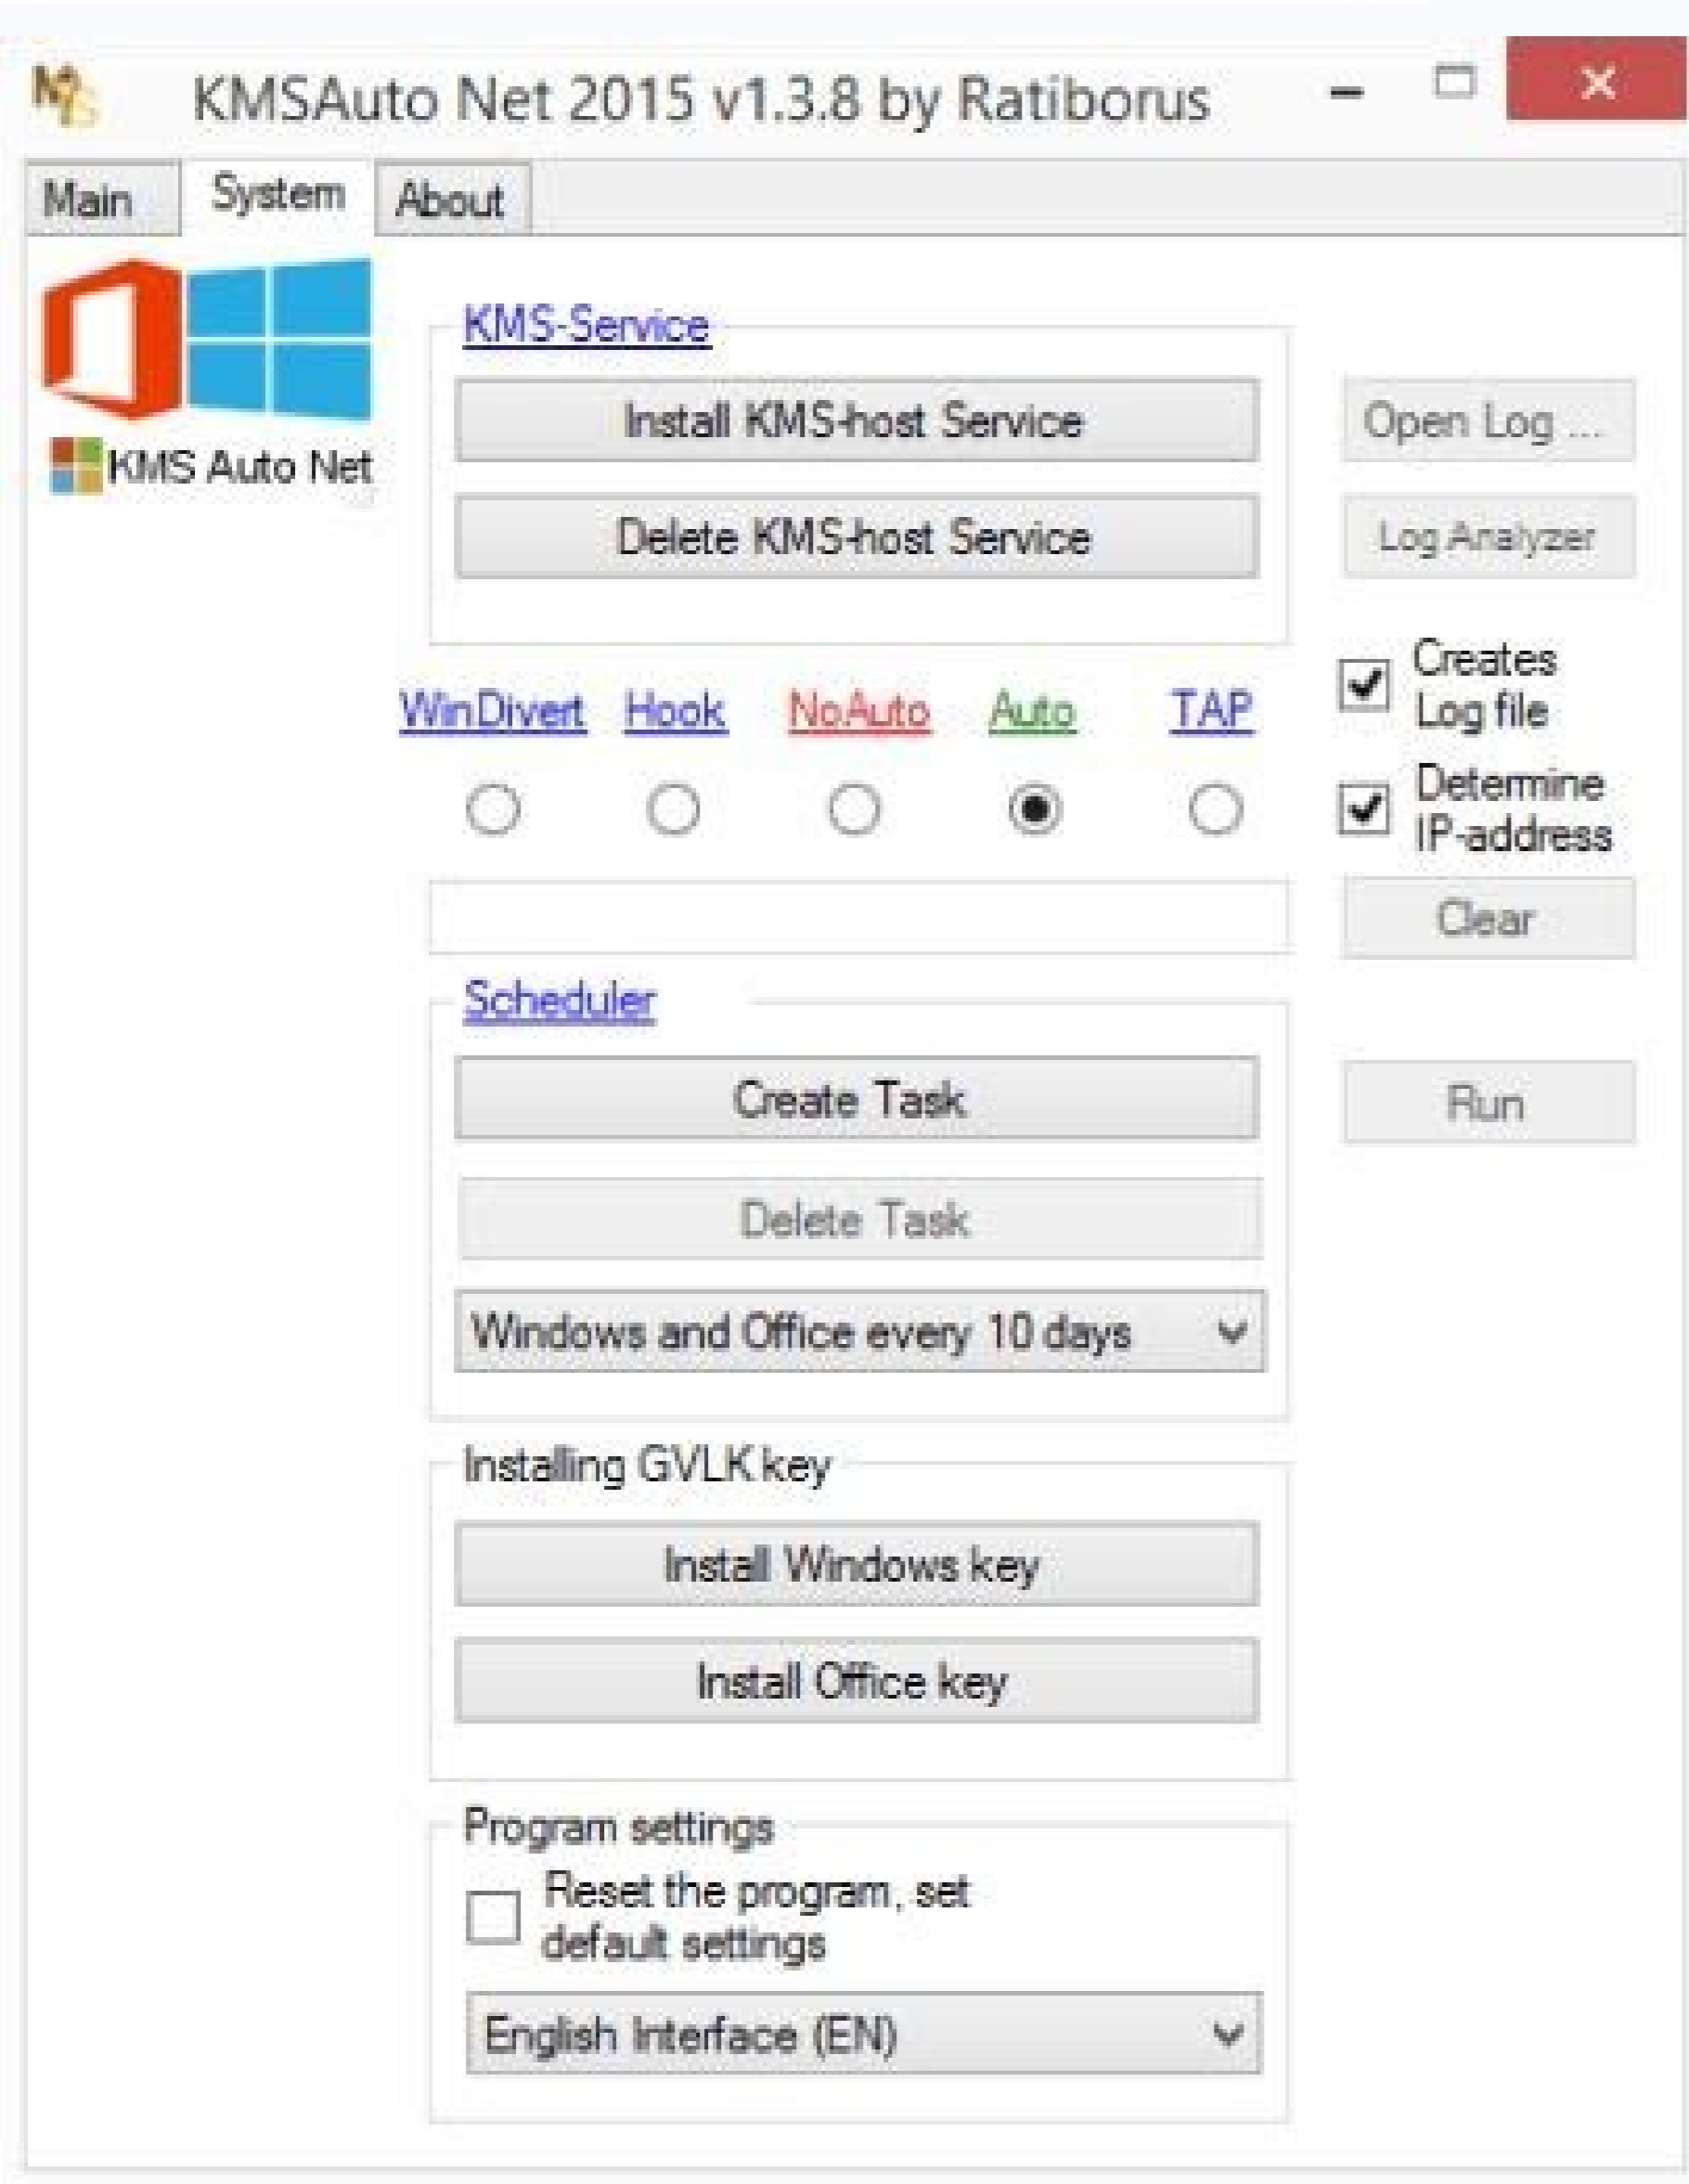 KMSAuto Net 2015 v1.3.8 by Ratiborus
Main System About
KMS Auto Net
KMS-Service
Install KMS-host Service
Delete KMS-host Service
Open Log ...
Log Analyzer
Creates
Log file
WinDivert Hook NoAuto Auto TAP
Determine
IP-address
Clear
Scheduler
Create Task
Run
Delete Task
Windows and Office every 10 days
Installing GVLK key
Install Windows key
Install Office key
Program settings
Reset the program, set
default settings
English Interface (EN)